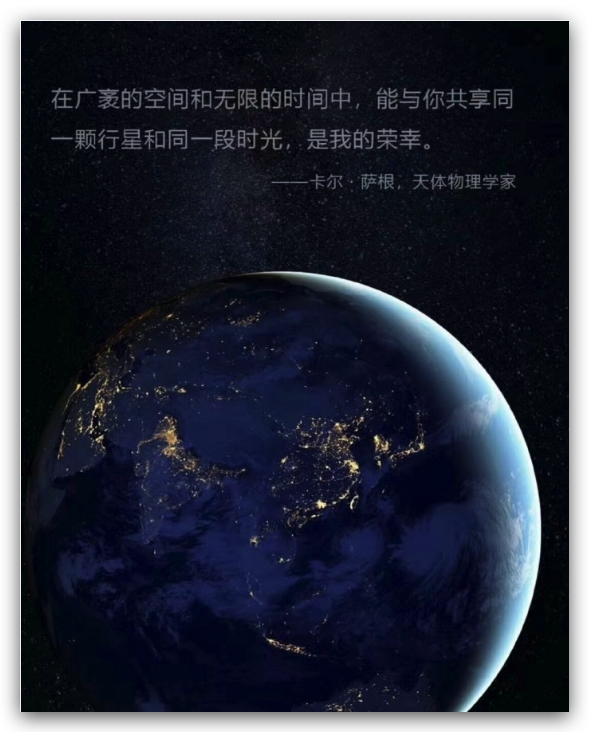 在广袤的空间和无限的时间中，能与你共享同
一颗行星和同一段时光，是我的荣幸。
——卡尔·萨根，天体物理学家